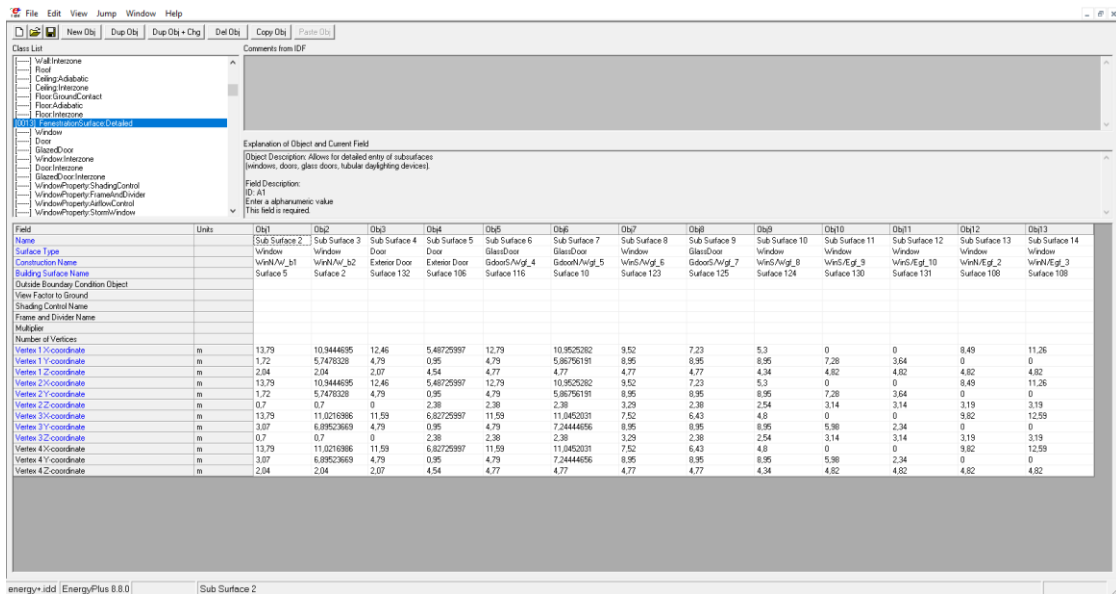 File Edit View Jump Window Help
New Obj Dup Obj Dup Obj + Chg Del Obj Copy Obj Paste Obj
Class List
Comments from IDF
[-----] Wall:Interzone
[-----] Roof
[-----] Ceiling:Adiabatic
[-----] Ceiling:Interzone
[-----] Floor:GroundContact
[-----] Floor:Adiabatic
[-----] Floor:Interzone
[0013] FenestrationSurface:Detailed
[-----] Window
[-----] Door
[-----] GlazedDoor
[-----] Window:Interzone
[-----] Door:Interzone
[-----] GlazedDoor:Interzone
[-----] WindowProperty:ShadingControl
[-----] WindowProperty:FrameAndDivider
[-----] WindowProperty:AirflowControl
[-----] WindowProperty:StormWindow
Explanation of Object and Current Field
Object Description: Allows for detailed entry of subsurfaces
(windows, doors, glass doors, tubular daylighting devices).
Field Description:
ID: A1
Enter a alphanumeric value
This field is required.
Field Units Obj1 Obj2 Obj3 Obj4 Obj5 Obj6 Obj7 Obj8 Obj9 Obj10 Obj11 Obj12 Obj13
Name Sub Surface 2 Sub Surface 3 Sub Surface 4 Sub Surface 5 Sub Surface 6 Sub Surface 7 Sub Surface 8 Sub Surface 9 Sub Surface 10 Sub Surface 11 Sub Surface 12 Sub Surface 13 Sub Surface 14
Surface Type Window Window Door Door GlassDoor GlassDoor Window GlassDoor Window Window Window Window Window
Construction Name WinN/W_b1 WinN/W_b2 Exterior Door Exterior Door GdoorS/Wgf_4 GdoorN/Wgf_5 WinS/Wgf_6 GdoorS/Wgf_7 WinS/Wgf_8 WinS/Egf_9 WinS/Egf_10 WinN/Egf_2 WinN/Egf_3
Building Surface Name Surface 5 Surface 2 Surface 132 Surface 106 Surface 116 Surface 10 Surface 123 Surface 125 Surface 124 Surface 130 Surface 131 Surface 108 Surface 108
Outside Boundary Condition Object
View Factor to Ground
Shading Control Name
Frame and Divider Name
Multiplier
Number of Vertices
Vertex 1 X-coordinate m 13,79 10,9444695 12,46 5,48725997 12,79 10,9525282 9,52 7,23 5,3 0 0 8,49 11,26
Vertex 1 Y-coordinate m 1,72 5,7478328 4,79 0,95 4,79 5,86756191 8,95 8,95 8,95 7,28 3,64 0 0
Vertex 1 Z-coordinate m 2,04 2,04 2,07 4,54 4,77 4,77 4,77 4,77 4,34 4,82 4,82 4,82 4,82
Vertex 2 X-coordinate m 13,79 10,9444695 12,46 5,48725997 12,79 10,9525282 9,52 7,23 5,3 0 0 8,49 11,26
Vertex 2 Y-coordinate m 1,72 5,7478328 4,79 0,95 4,79 5,86756191 8,95 8,95 8,95 7,28 3,64 0 0
Vertex 2 Z-coordinate m 0,7 0,7 0 2,38 2,38 2,38 3,29 2,38 2,54 3,14 3,14 3,19 3,19
Vertex 3 X-coordinate m 13,79 11,0216986 11,59 6,82725997 11,59 11,0452031 7,52 6,43 4,8 0 0 9,82 12,59
Vertex 3 Y-coordinate m 3,07 6,89523669 4,79 0,95 4,79 7,24444656 8,95 8,95 8,95 5,98 2,34 0 0
Vertex 3 Z-coordinate m 0,7 0,7 0 2,38 2,38 2,38 3,29 2,38 2,54 3,14 3,14 3,19 3,19
Vertex 4 X-coordinate m 13,79 11,0216986 11,59 6,82725997 11,59 11,0452031 7,52 6,43 4,8 0 0 9,82 12,59
Vertex 4 Y-coordinate m 3,07 6,89523669 4,79 0,95 4,79 7,24444656 8,95 8,95 8,95 5,98 2,34 0 0
Vertex 4 Z-coordinate m 2,04 2,04 2,07 4,54 4,77 4,77 4,77 4,77 4,34 4,82 4,82 4,82 4,82
energy+.idd EnergyPlus 8.8.0 Sub Surface 2